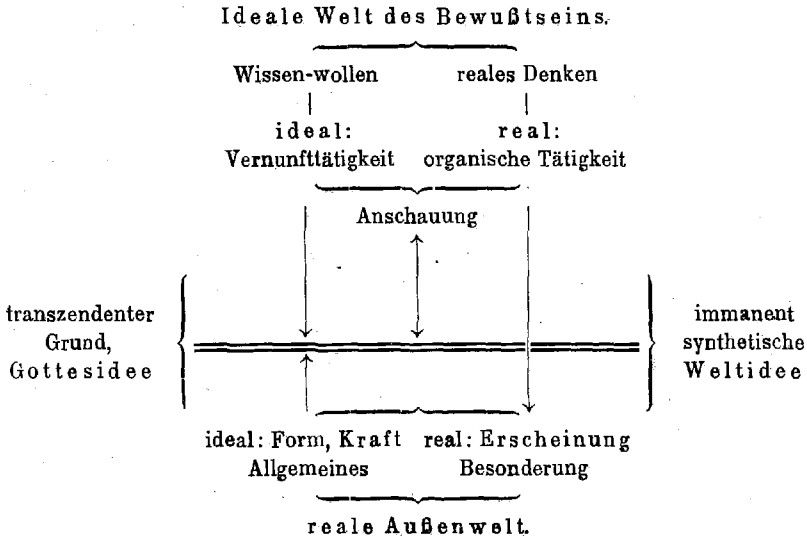 Ideale Welt des Bewußtseins.
Wissen-wollen reales Denken
ideal: real:
Vernunfttätigkeit organische Tätigkeit
Anschauung
transzendenter
Grund,
Gottesidee
immanent
synthetische
Weltidee
ideal: Form, Kraft real: Erscheinung
Allgemeines Besonderung
reale Außenwelt.